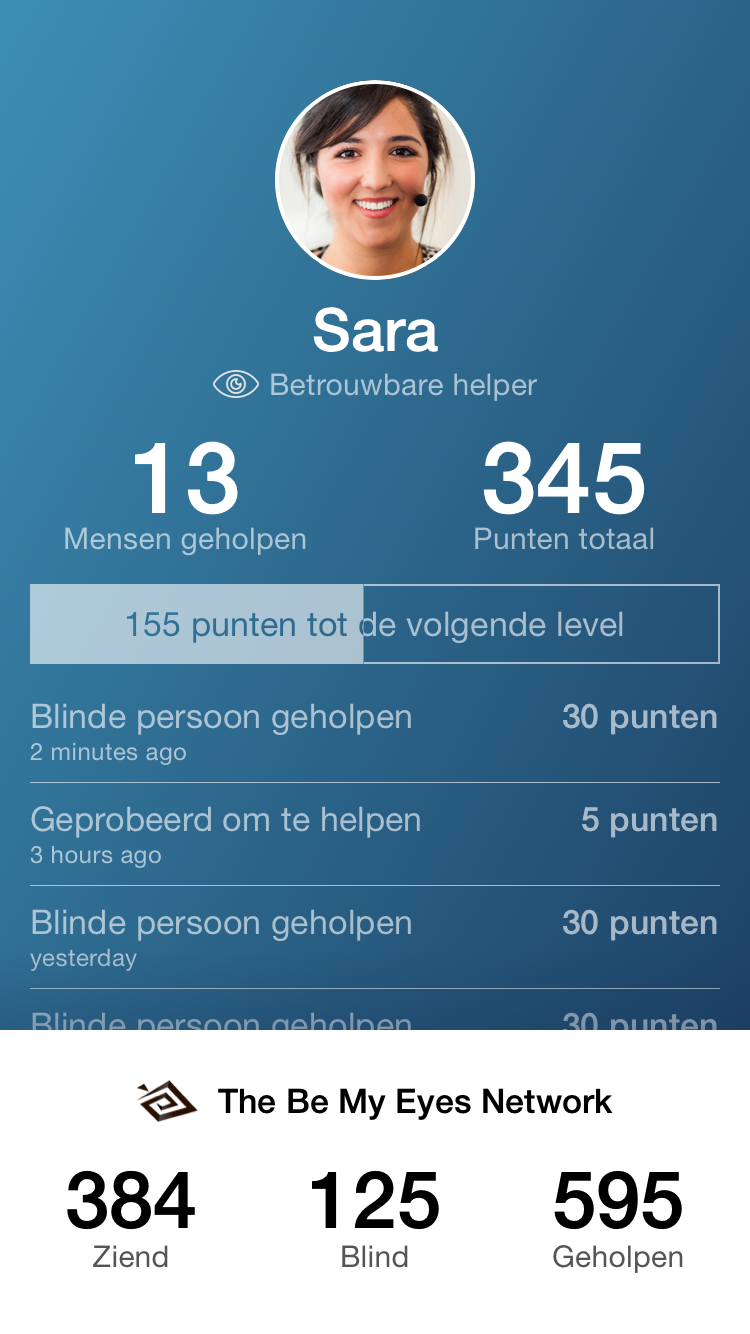 Sara
Betrouwbare helper
13 345
Mensen geholpen Punten totaal
155 punten tot de volgende level
Blinde persoon geholpen 30 punten
2 minutes ago
Geprobeerd om te helpen 5 punten
3 hours ago
Blinde persoon geholpen 30 punten
yesterday
Blinde persoon geholpen 30 punten
The Be My Eyes Network
384 125 595
Ziend Blind Geholpen